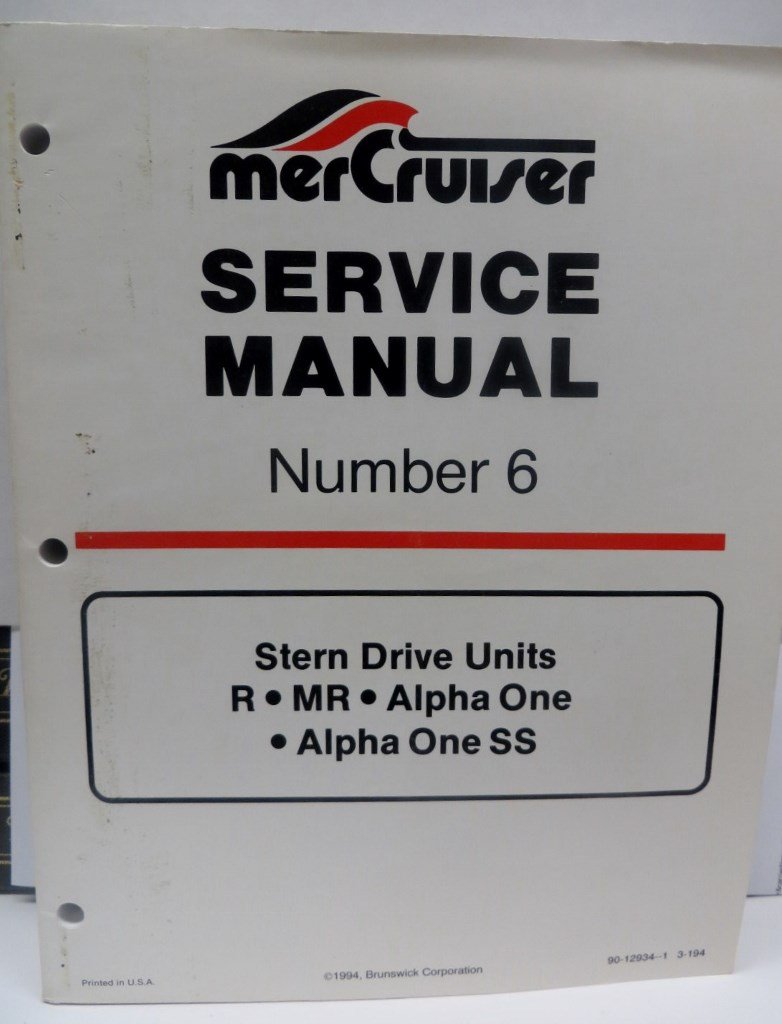 merCruiser
SERVICE
MANUAL
Number 6
Stern Drive Units
R • MR • Alpha One
• Alpha One SS
Printed in U.S.A.
©1994, Brunswick Corporation
90-12934--1 3-194